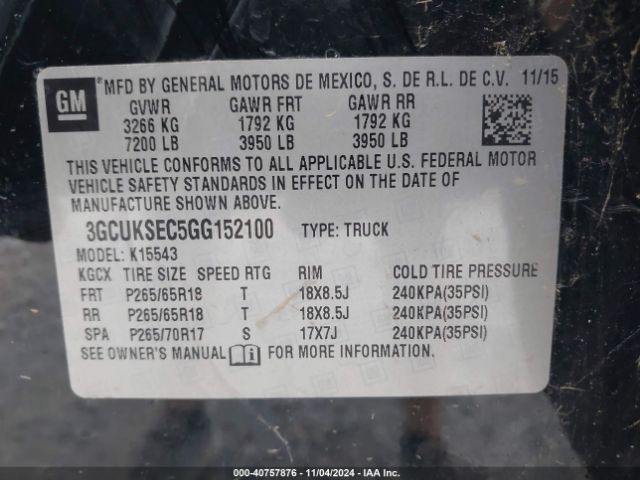 GM
MFD BY GENERAL MOTORS DE MEXICO, S. DE R.L. DE C.V. 11/15
GVWR GAWR FRT GAWR RR
3266 KG 1792 KG 1792 KG
7200 LB 3950 LB 3950 LB
THIS VEHICLE CONFORMS TO ALL APPLICABLE U.S. FEDERAL MOTOR
VEHICLE SAFETY STANDARDS IN EFFECT ON THE DATE OF
MANUFACTURE SHOWN ABOVE.
3GCUKSEC5GG152100 TYPE: TRUCK
MODEL: K15543
KGCX TIRE SIZE SPEED RTG RIM COLD TIRE PRESSURE
FRT P265/65R18 T 18X8.5J 240KPA(35PSI)
RR P265/65R18 T 18X8.5J 240KPA(35PSI)
SPA P265/70R17 S 17X7J 240KPA(35PSI)
SEE OWNER'S MANUAL FOR MORE INFORMATION.
000-40757876 - 11/04/2024 - IAA Inc.